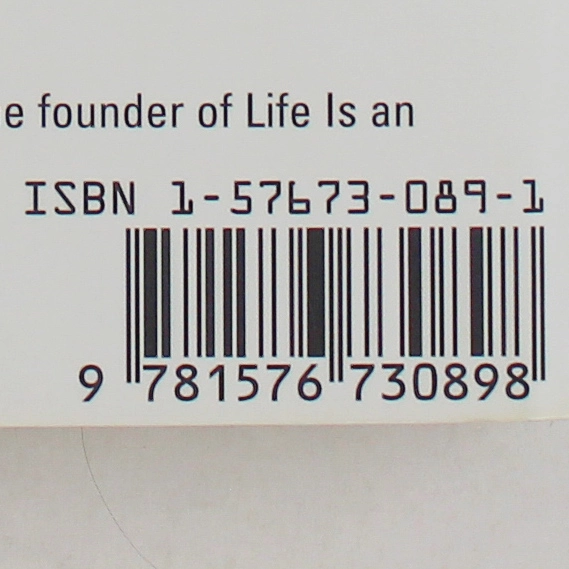 e founder of Life Is an
ISBN 1-57673-089-1
9 781576 730898